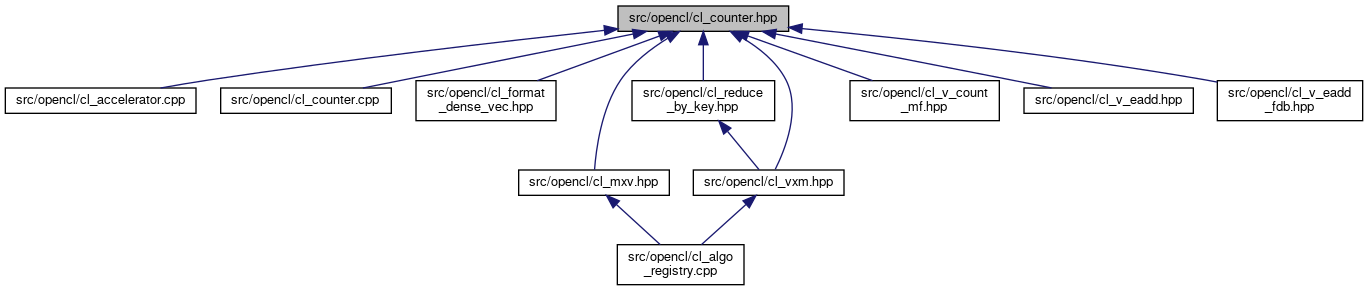 src/opencl/cl_counter.hpp
src/opencl/cl_accelerator.cpp
src/opencl/cl_counter.cpp
src/opencl/cl_format
_dense_vec.hpp
src/opencl/cl_reduce
_by_key.hpp
src/opencl/cl_v_count
_mf.hpp
src/opencl/cl_v_eadd.hpp
src/opencl/cl_v_eadd
_fdb.hpp
src/opencl/cl_mxv.hpp
src/opencl/cl_vxm.hpp
src/opencl/cl_algo
_registry.cpp